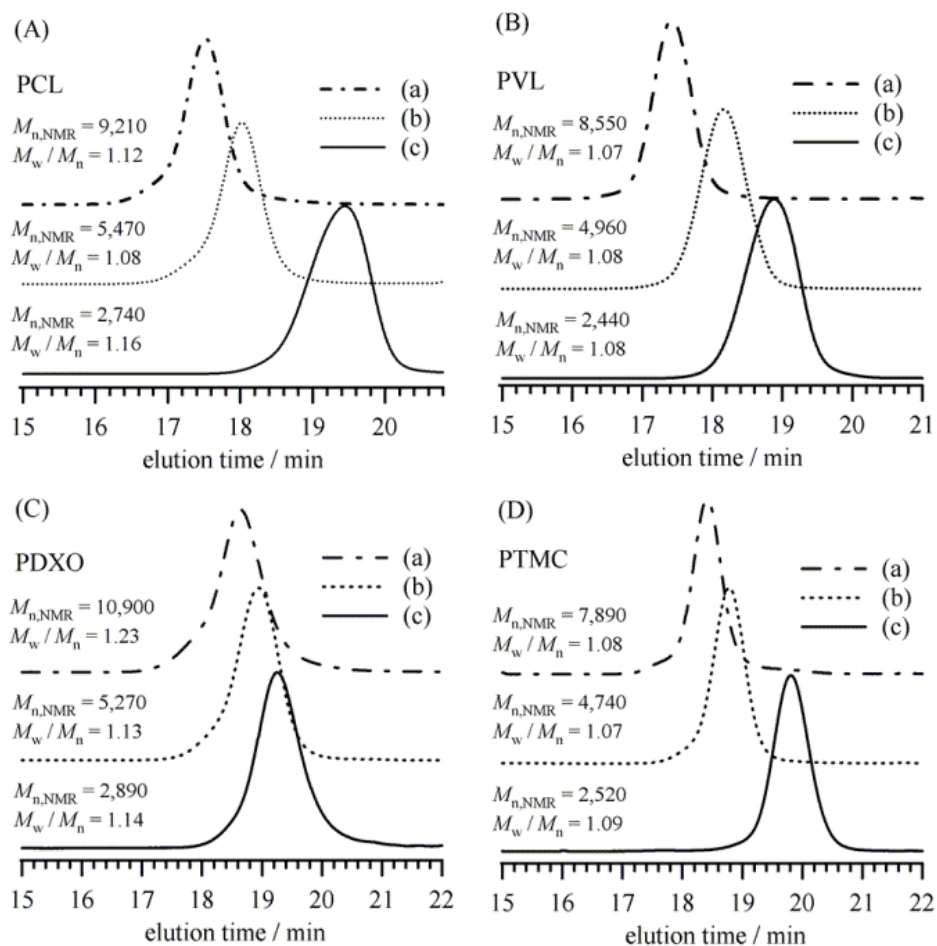 (A)
PCL
(a)
(b)
(c)
Mn,NMR = 9,210
Mw / Mn = 1.12
Mn,NMR = 5,470
Mw / Mn = 1.08
Mn,NMR = 2,740
Mw / Mn = 1.16
15 16 17 18 19 20
elution time / min
(B)
PVL
(a)
(b)
(c)
Mn,NMR = 8,550
Mw / Mn = 1.07
Mn,NMR = 4,960
Mw / Mn = 1.08
Mn,NMR = 2,440
Mw / Mn = 1.08
15 16 17 18 19 20 21
elution time / min
(C)
PDXO
(a)
(b)
(c)
Mn,NMR = 10,900
Mw / Mn = 1.23
Mn,NMR = 5,270
Mw / Mn = 1.13
Mn,NMR = 2,890
Mw / Mn = 1.14
15 16 17 18 19 20 21 22
elution time / min
(D)
PTMC
(a)
(b)
(c)
Mn,NMR = 7,890
Mw / Mn = 1.08
Mn,NMR = 4,740
Mw / Mn = 1.07
Mn,NMR = 2,520
Mw / Mn = 1.09
15 16 17 18 19 20 21 22
elution time / min